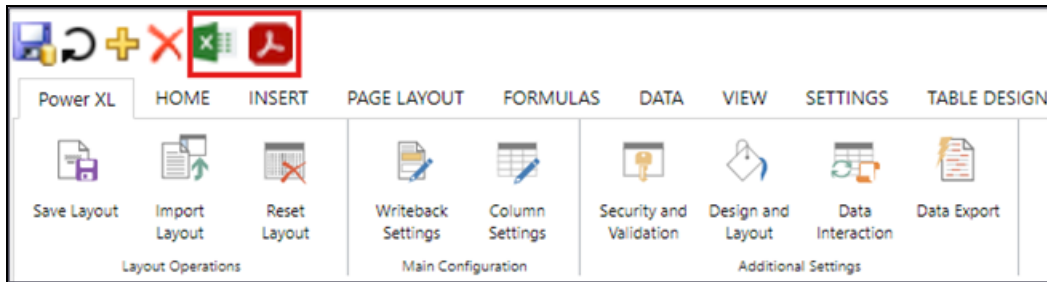 Power XL HOME INSERT PAGE LAYOUT FORMULAS DATA VIEW SETTINGS TABLE DESIGN
Save Layout Import Reset Writeback Column Security and Design and Data Data Export
Layout Layout Settings Settings Validation Layout Interaction
Layout Operations Main Configuration Additional Settings